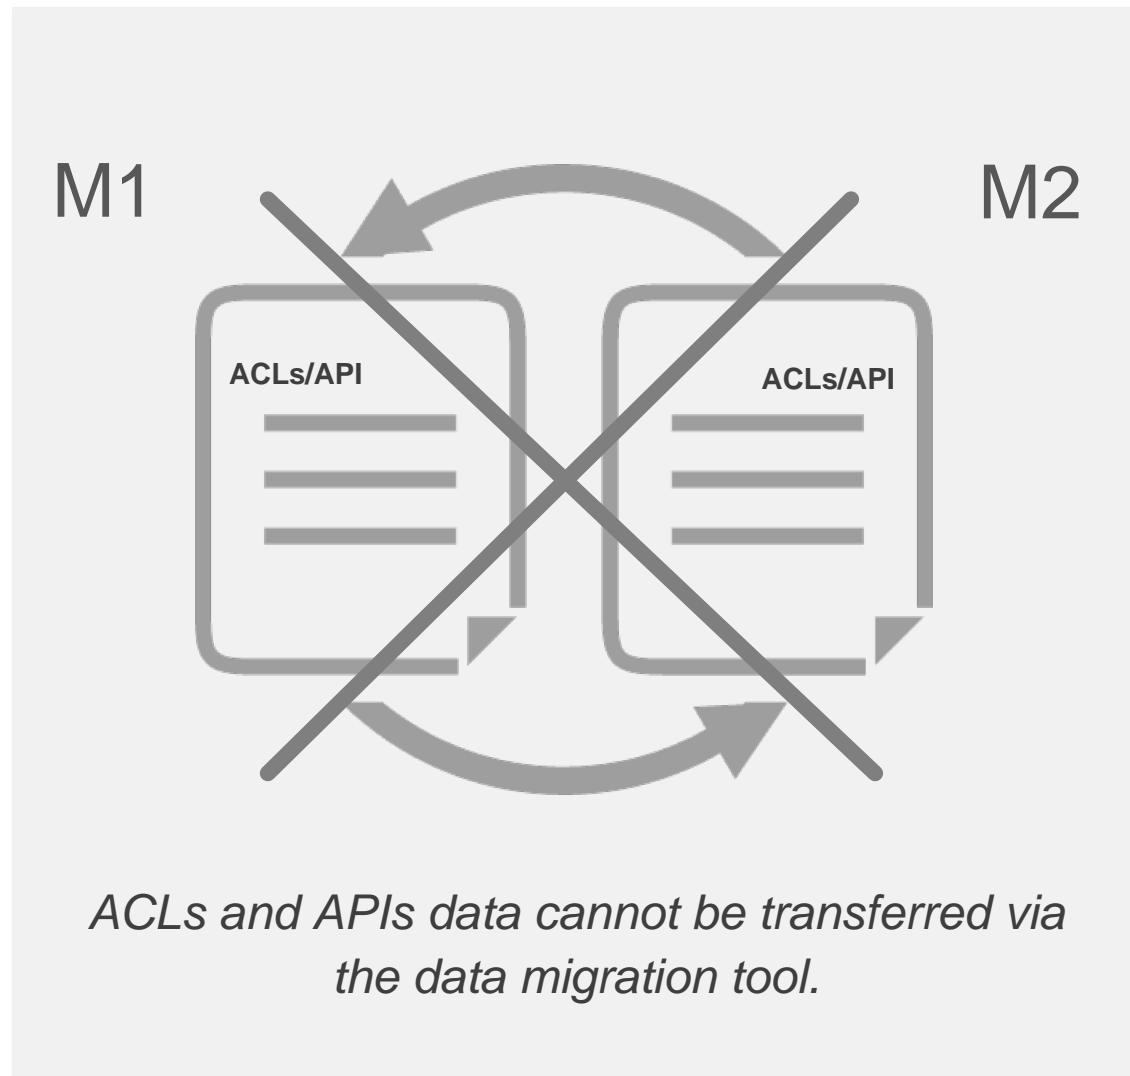 M1
M2
ACLs/API
ACLs/API
ACLs and APIs data cannot be transferred via
the data migration tool.